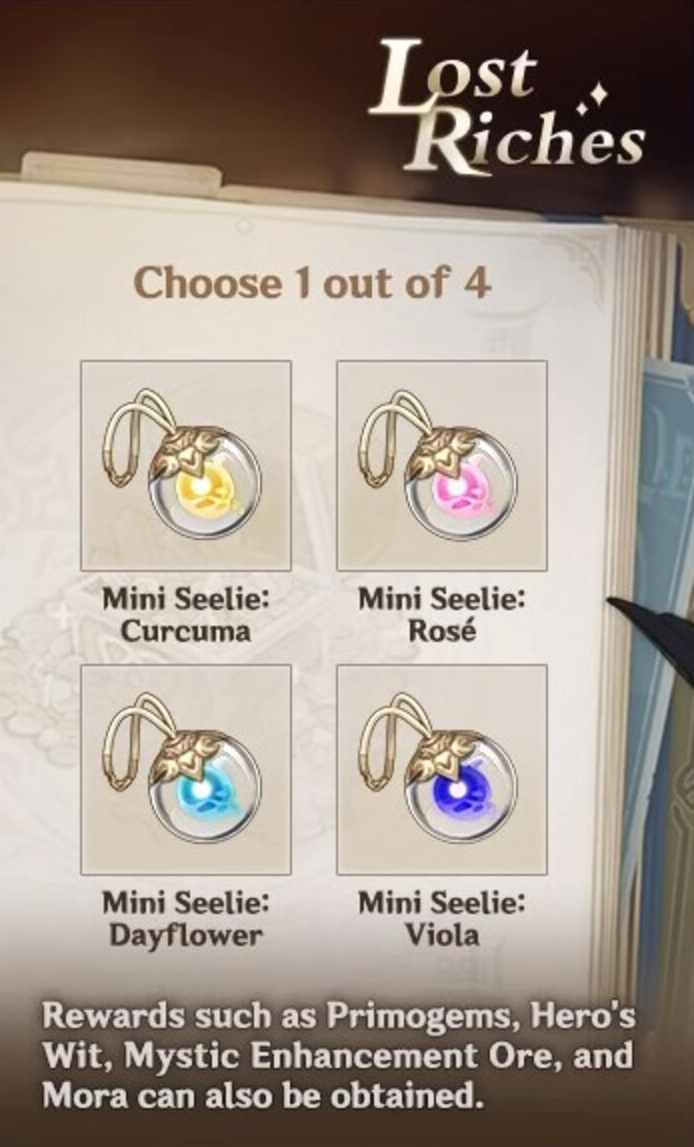 Lost
Riches
Choose 1 out of 4
Mini Seelie:
Curcuma
Mini Seelie:
Rosé
Mini Seelie:
Dayflower
Mini Seelie:
Viola
Rewards such as Primogems, Hero's
Wit, Mystic Enhancement Ore, and
Mora can also be obtained.